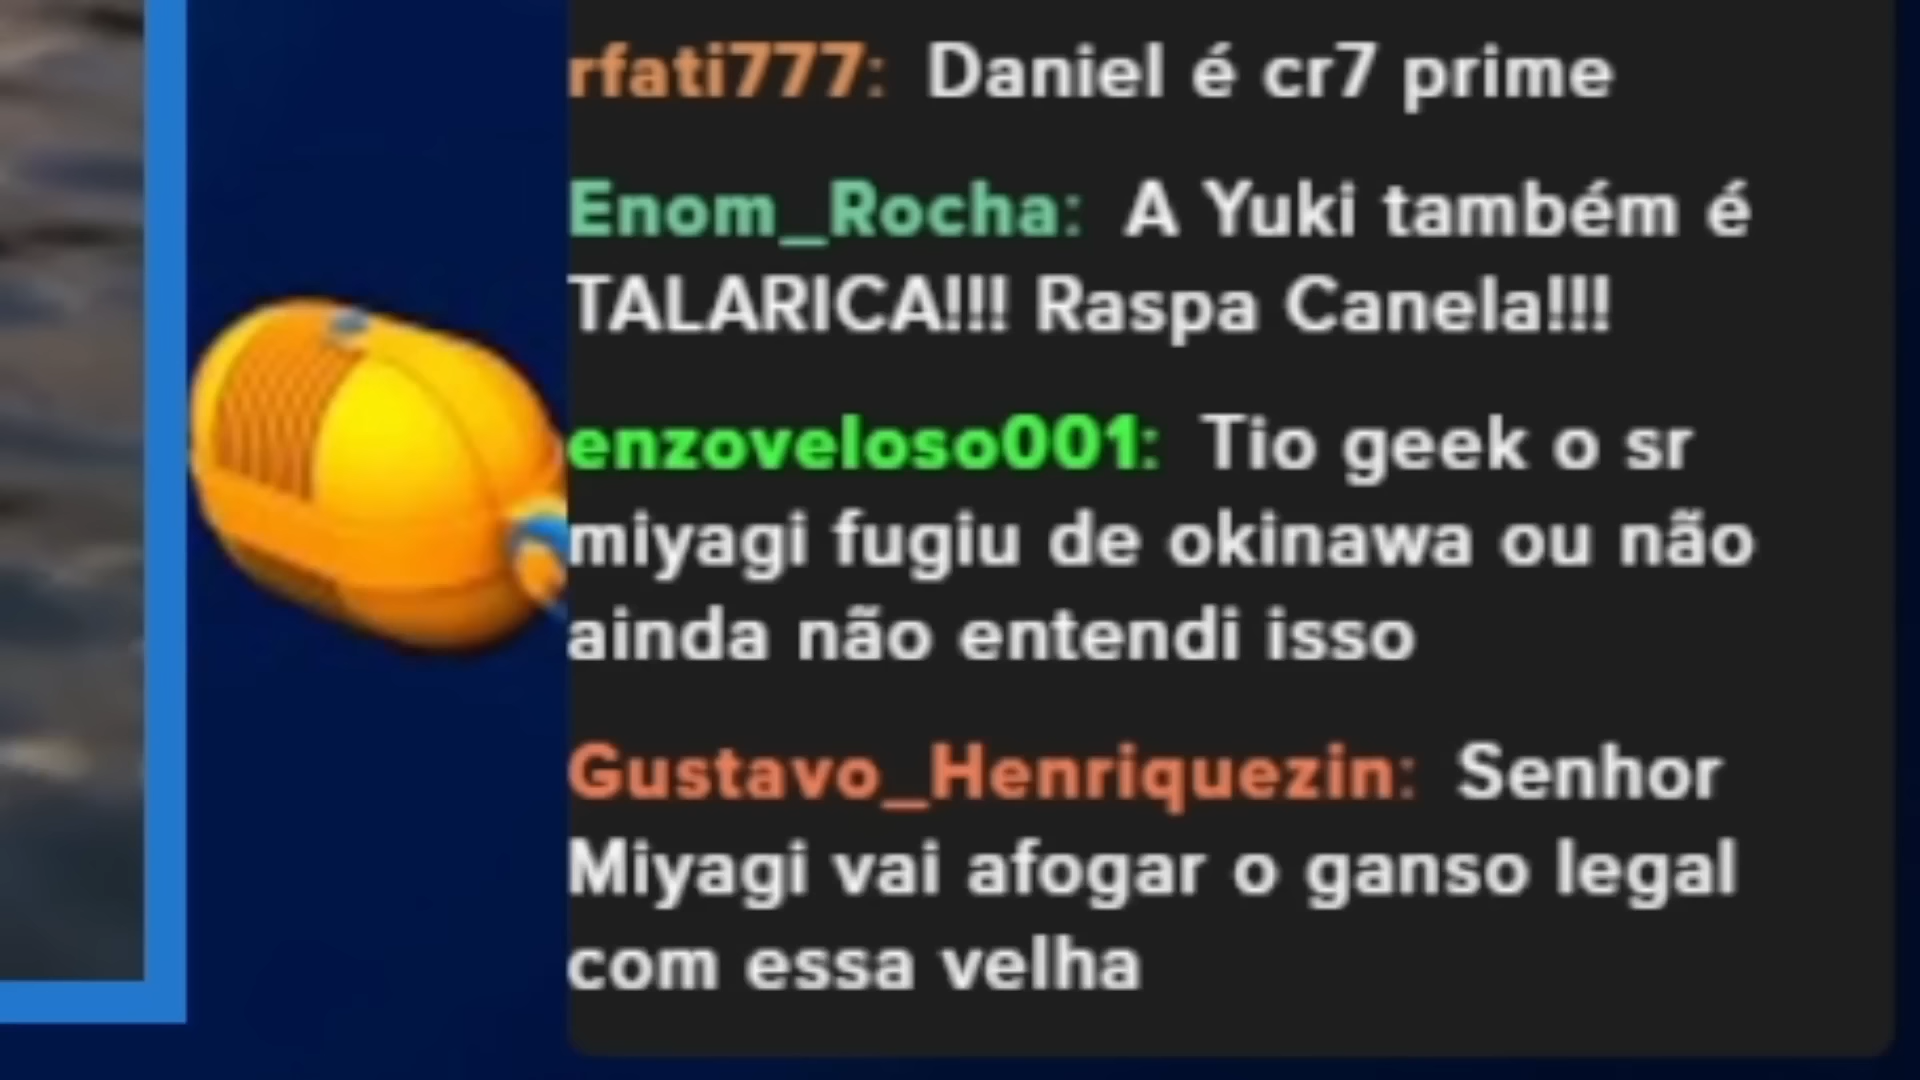 rfati777: Daniel é cr7 prime
Enom_Rocha: A Yuki também é
TALARICA!!! Raspa Canela!!!
enzoveloso001: Tio geek o sr
miyagi fugiu de okinawa ou não
ainda não entendi isso
Gustavo_Henriquezin: Senhor
Miyagi vai afogar o ganso legal
com essa velha